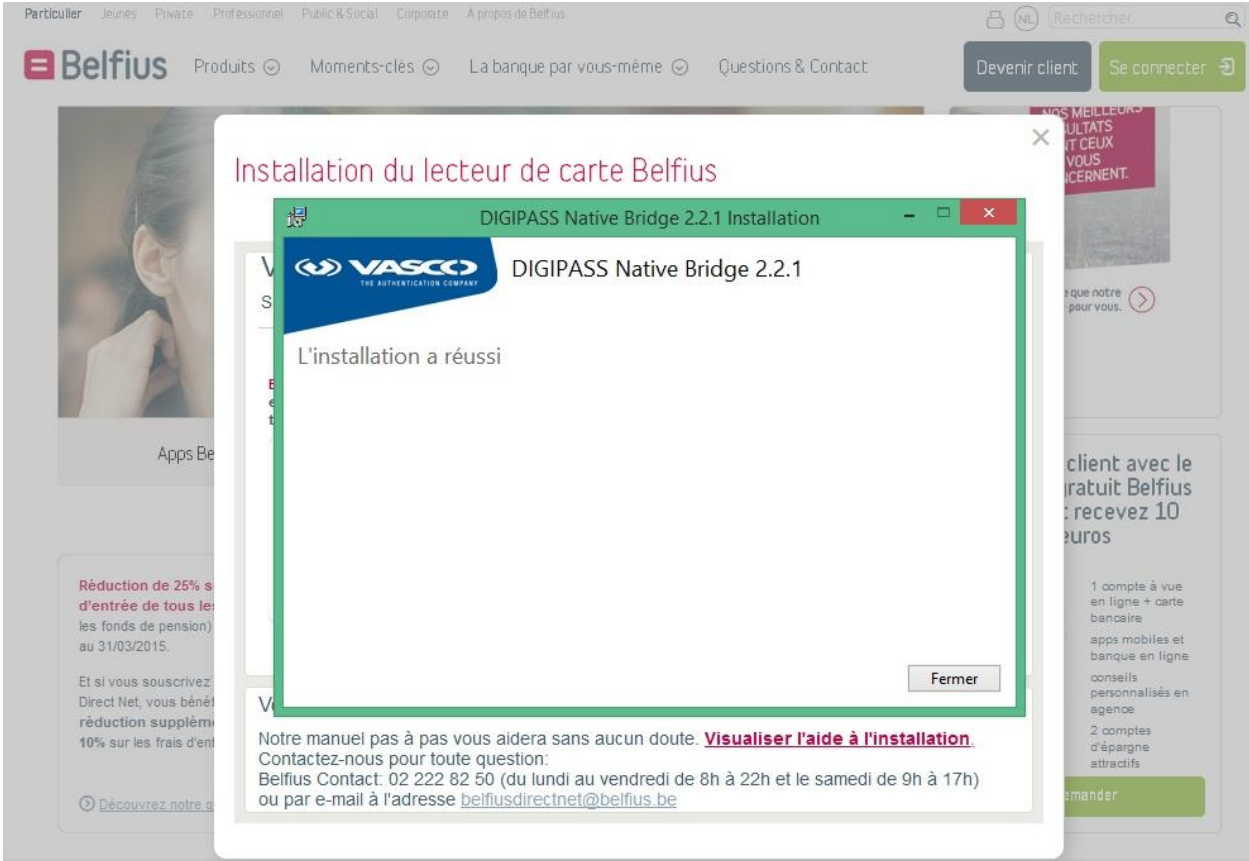 Particulier Jeunes Private Professionnel Public & Social Corporate À propos de Belfius
NL Rechercher
Belfius Produits Moments-clés La banque par vous-même Questions & Contact Devenir client Se connecter
NOS MEILLEURS
VOUS
Installation du lecteur de carte Belfius
DIGIPASS Native Bridge 2.2.1 Installation
VASCO
THE AUTHENTICATION COMPANY
DIGIPASS Native Bridge 2.2.1
L'installation a réussi
Fermer
que notre
pour vous.
Apps Be
client avec le
gratuit Belfius
recevez 10
euros
1 compte à vue
en ligne + carte
bancaire
apps mobiles et
banque en ligne
conseils
personnalisés en
agence
2 comptes
d'épargne
attractifs
Réduction de 25% s
d'entrée de tous les
les fonds de pension)
au 31/03/2015.
Et si vous souscrivez
Direct Net, vous bénéf
réduction suppléme
10% sur les frais d'ent
Découvrez notre o
Notre manuel pas à pas vous aidera sans aucun doute. Visualiser l'aide à l'installation.
Contactez-nous pour toute question:
Belfius Contact: 02 222 82 50 (du lundi au vendredi de 8h à 22h et le samedi de 9h à 17h)
ou par e-mail à l'adresse belfiusdirectnet@belfius.be